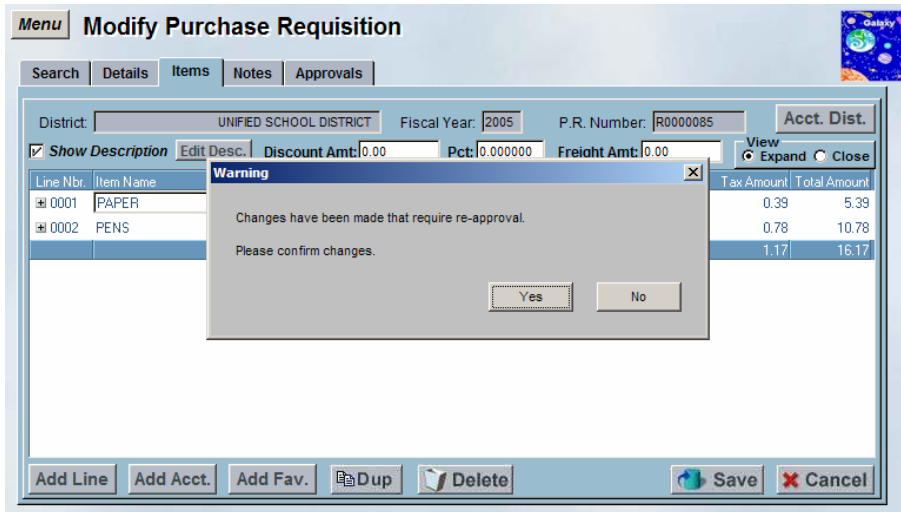 Menu Modify Purchase Requisition
Galaxy
Search Details Items Notes Approvals
District: UNIFIED SCHOOL DISTRICT Fiscal Year: 2005 P.R. Number: R0000085 Acct. Dist.
Show Description Edit Desc. Discount Amt: 0.00 Pct: 0.000000 Freight Amt: 0.00 View Expand Close
Warning
Line Nbr. Item Name Tax Amount Total Amount
0001 PAPER 0.39 5.39
Changes have been made that require re-approval.
0002 PENS 0.78 10.78
Please confirm changes. 1.17 16.17
Yes No
Add Line Add Acct. Add Fav. Dup Delete Save Cancel